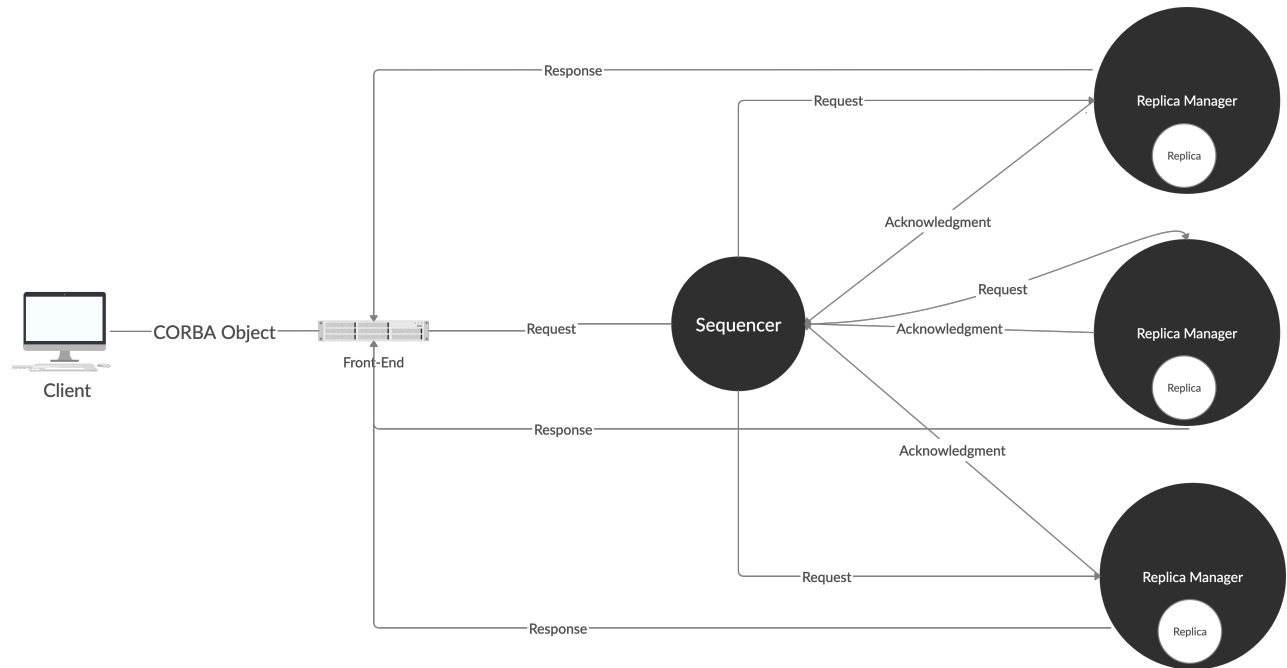 Response
Request
Replica Manager
Replica
Acknowledgment
Request
CORBA Object
Request
Sequencer
Acknowledgment
Replica Manager
Front-End
Client
Replica
Response
Acknowledgment
Request
Replica Manager
Response
Replica